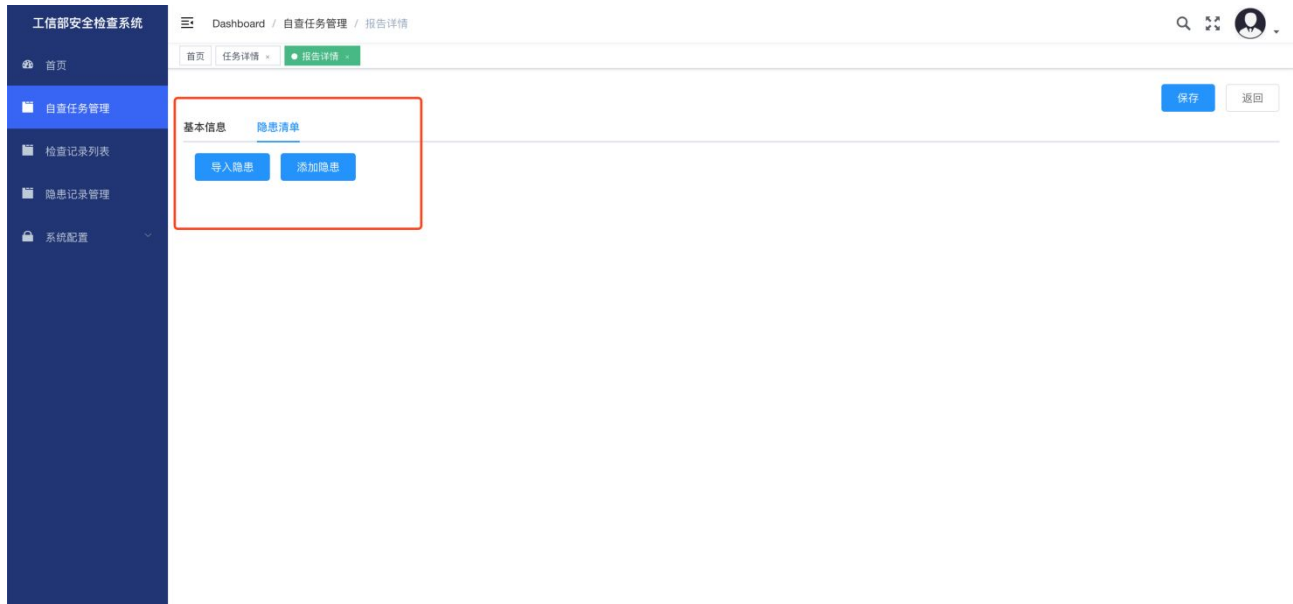 工信部安全检查系统
Dashboard / 自查任务管理 / 报告详情
首页 任务详情 × 报告详情 ×
首页
自查任务管理
检查记录列表
隐患记录管理
系统配置
保存 返回
基本信息 隐患清单
导入隐患 添加隐患